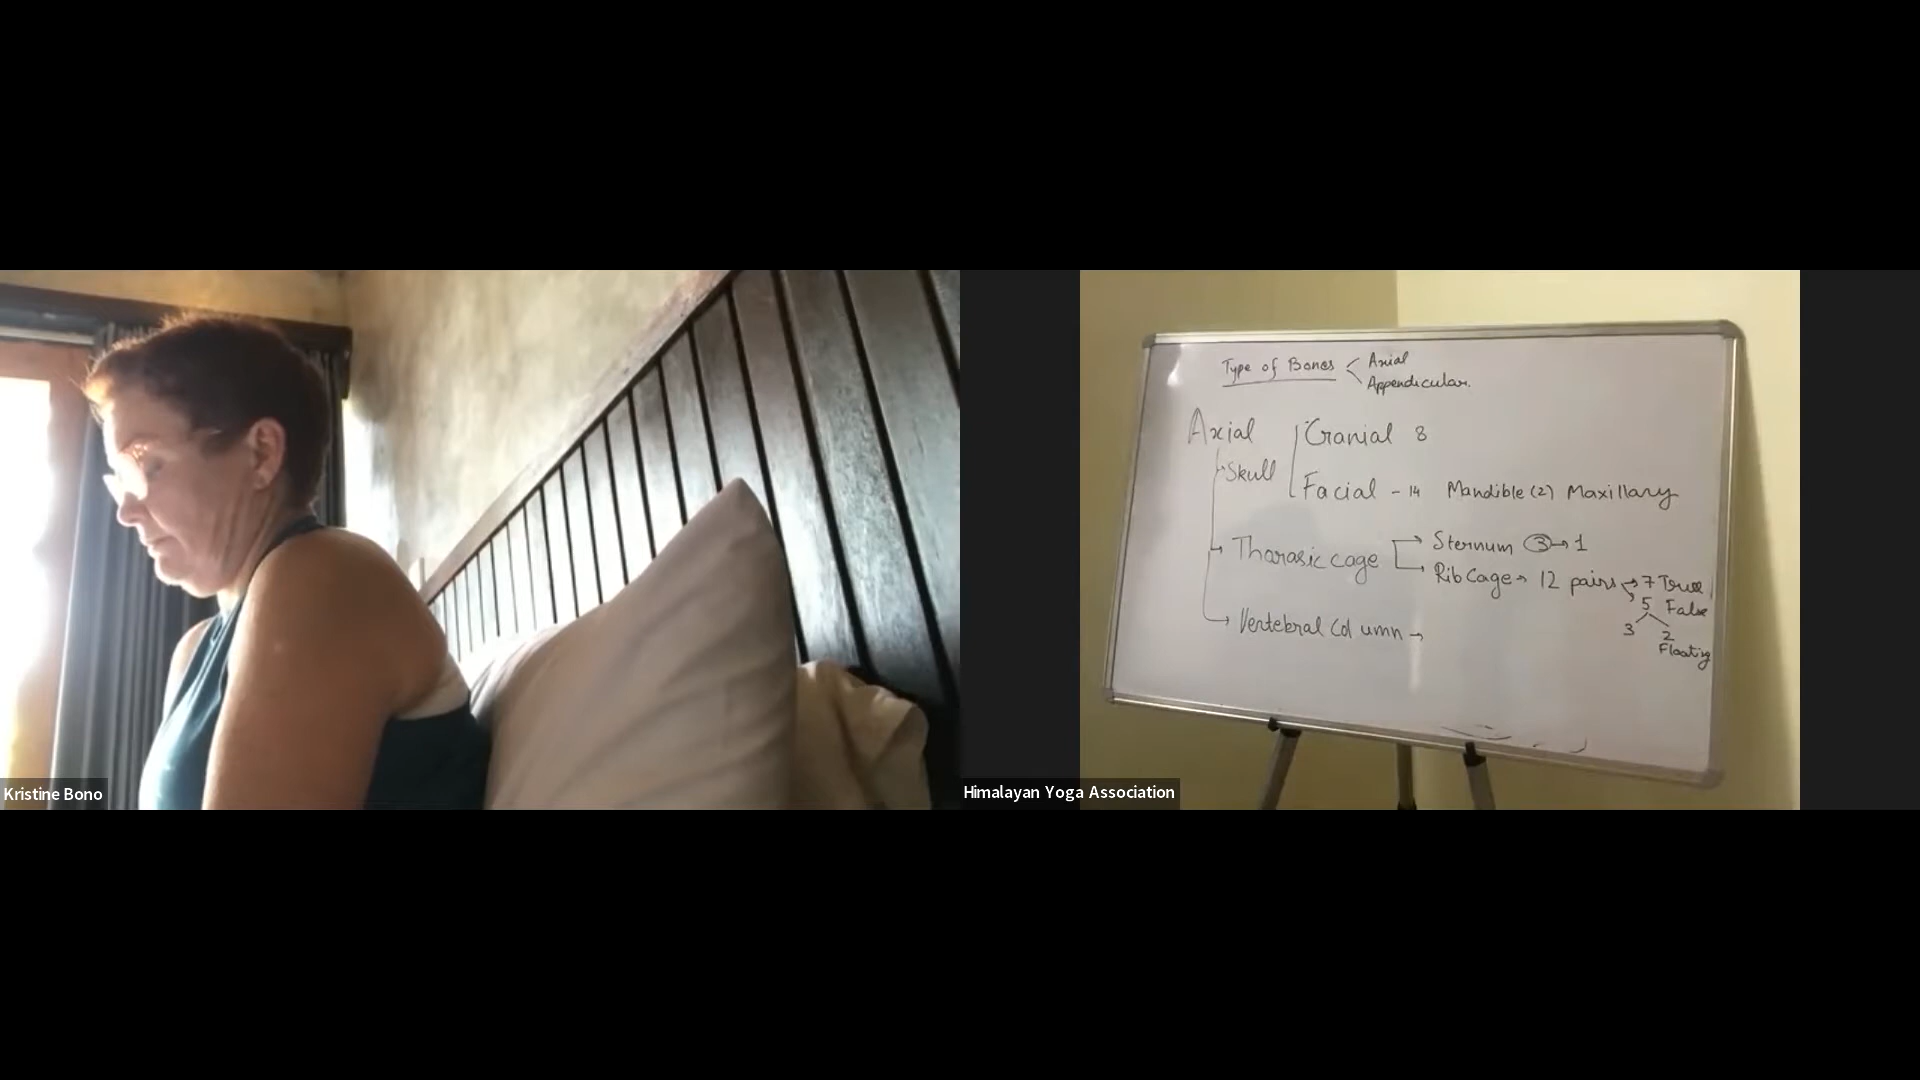 Type of Bones < Axial
Appendicular.
Axial Cranial 8
Skull
Facial - 14 Mandible (2) Maxillary
Tharasic cage → Sternum 3 → 1
Rib Cage → 12 pairs → 7 True
5 False
3 2
Floating
Vertebral Column →
Kristine Bono
Himalayan Yoga Association